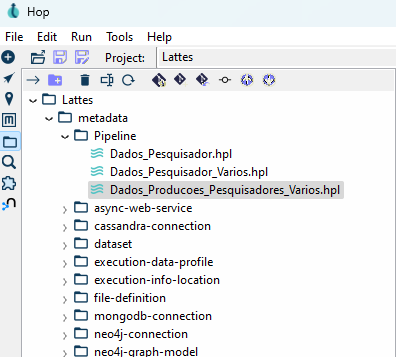 Hop
File Edit Run Tools Help
Project: Lattes
Lattes
metadata
Pipeline
Dados_Pesquisador.hpl
Dados_Pesquisador_Varios.hpl
Dados_Producoes_Pesquisadores_Varios.hpl
async-web-service
cassandra-connection
dataset
execution-data-profile
execution-info-location
file-definition
mongodb-connection
neo4j-connection
neo4j-graph-model